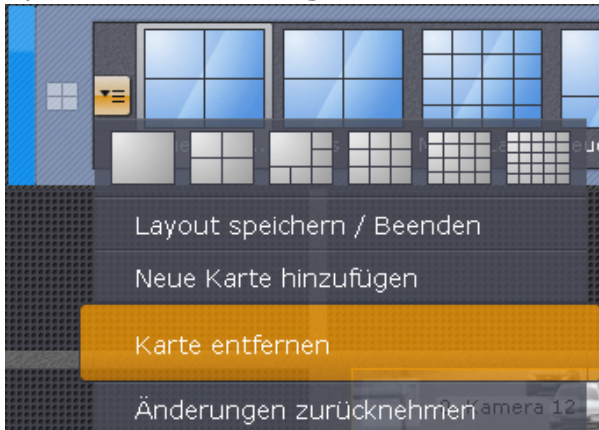 Layout speichern / Beenden
Neue Karte hinzufügen
Karte entfernen
Änderungen zurücknehmen
Kamera 12